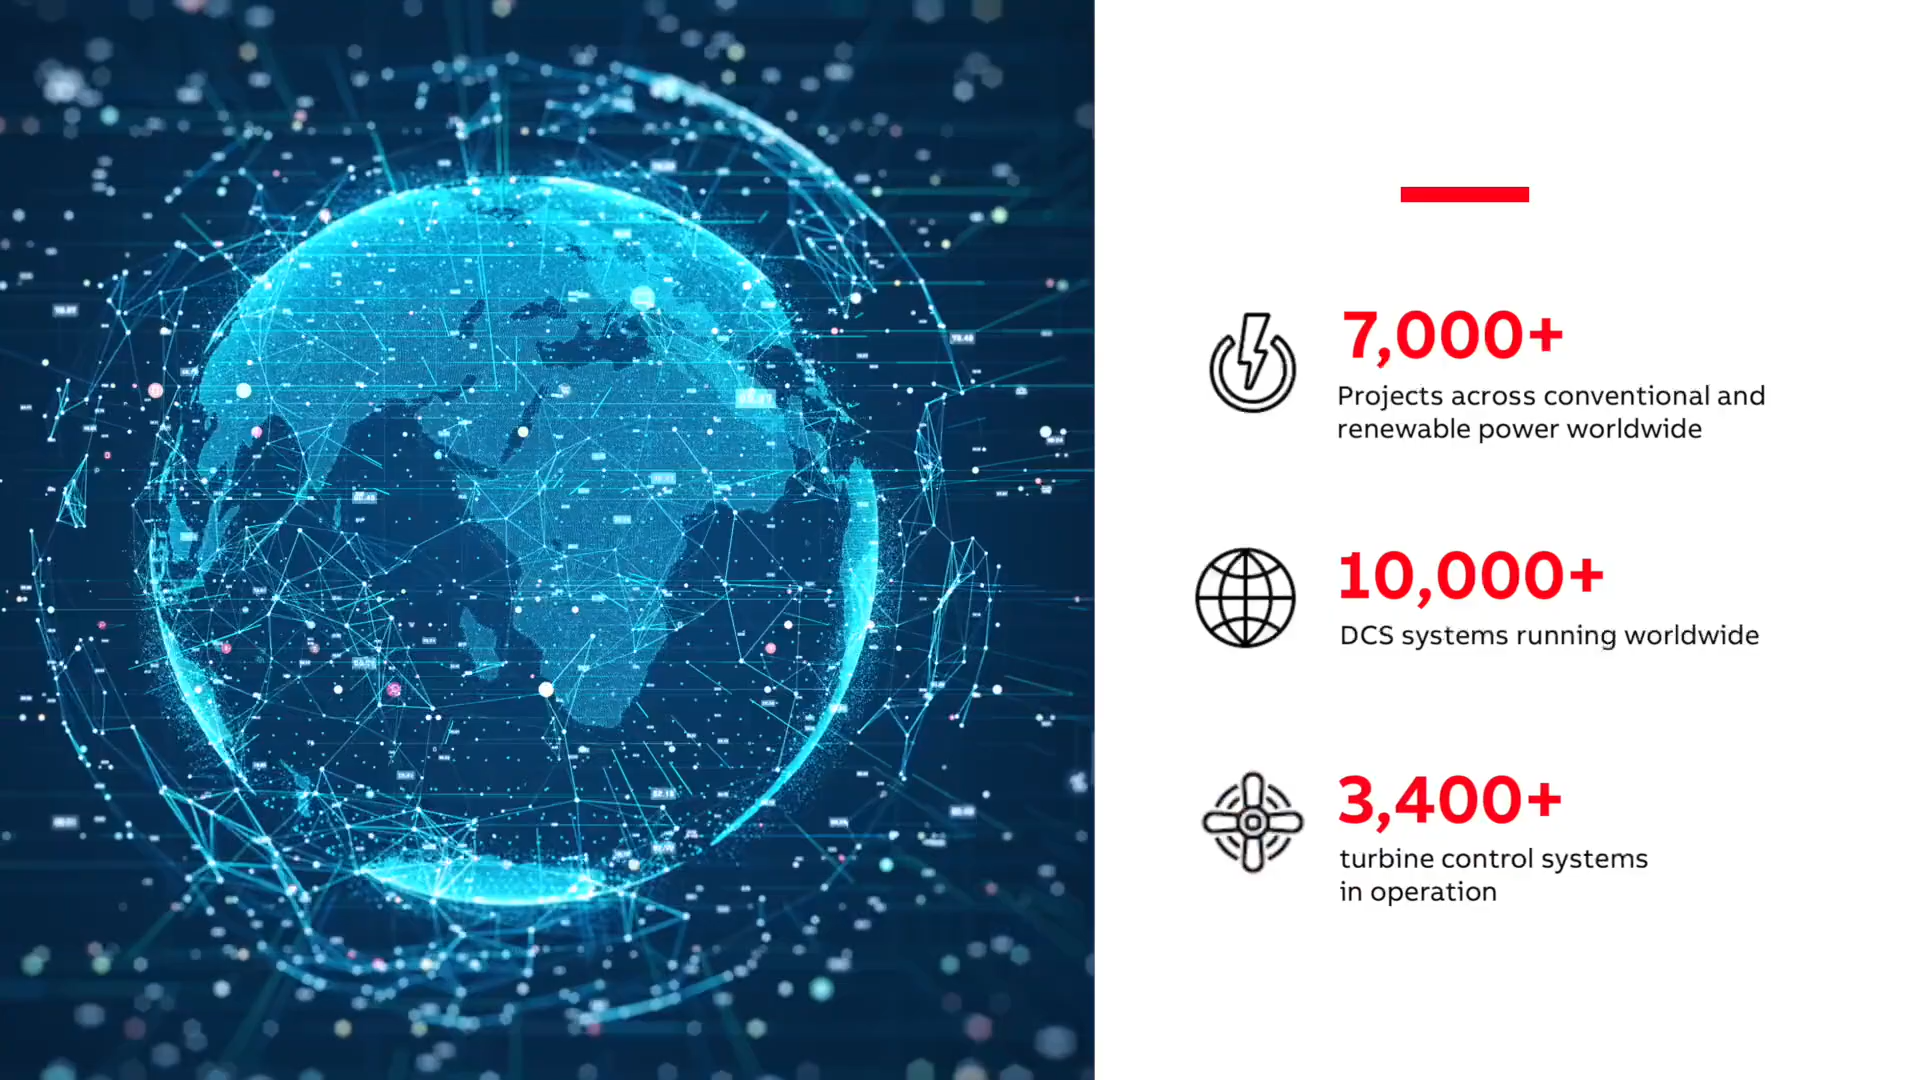 7,000+
Projects across conventional and
renewable power worldwide
10,000+
DCS systems running worldwide
3,400+
turbine control systems
in operation